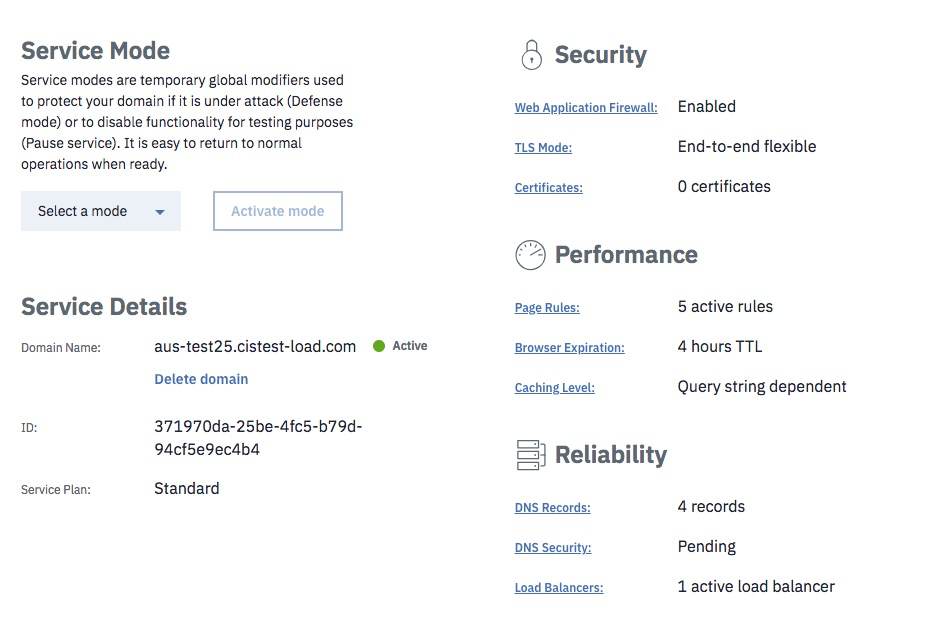 Service Mode
Service modes are temporary global modifiers used
to protect your domain if it is under attack (Defense
mode) or to disable functionality for testing purposes
(Pause service). It is easy to return to normal
operations when ready.
Select a mode
Activate mode
Service Details
Domain Name: aus-test25.cistest-load.com Active
Delete domain
ID: 371970da-25be-4fc5-b79d-
94cf5e9ec4b4
Service Plan: Standard
Security
Web Application Firewall: Enabled
TLS Mode: End-to-end flexible
Certificates: 0 certificates
Performance
Page Rules: 5 active rules
Browser Expiration: 4 hours TTL
Caching Level: Query string dependent
Reliability
DNS Records: 4 records
DNS Security: Pending
Load Balancers: 1 active load balancer